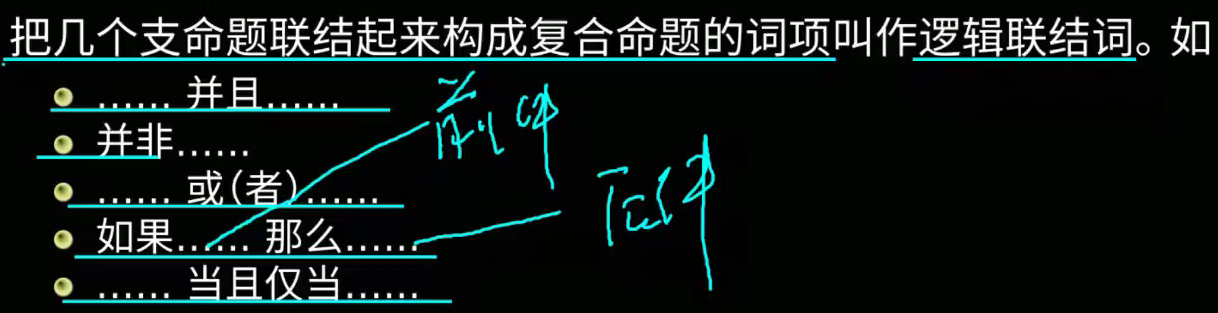 把几个支命题联结起来构成复合命题的词项叫作逻辑联结词。如
...... 并且......
并非......
...... 或(者)......
如果...... 那么......
...... 当且仅当......
前件
后件